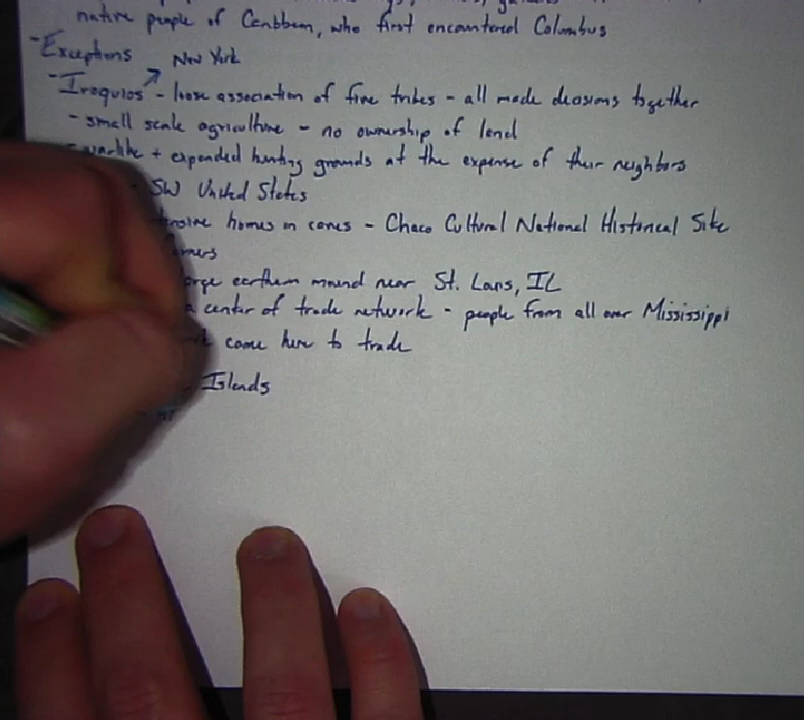 native people of Caribbean, who first encountered Columbus
-Exceptions New York
-Iroquios - loose association of five tribes - all made decisions together
- small scale agriculture - no ownership of land
- warlike + expanded hunting grounds at the expense of their neighbors
SW United States
homes in caves - Chaco Cultural National Historical Site
large earthen mound near St. Louis, IL
a center of trade network - people from all over Mississippi
come here to trade
Islands